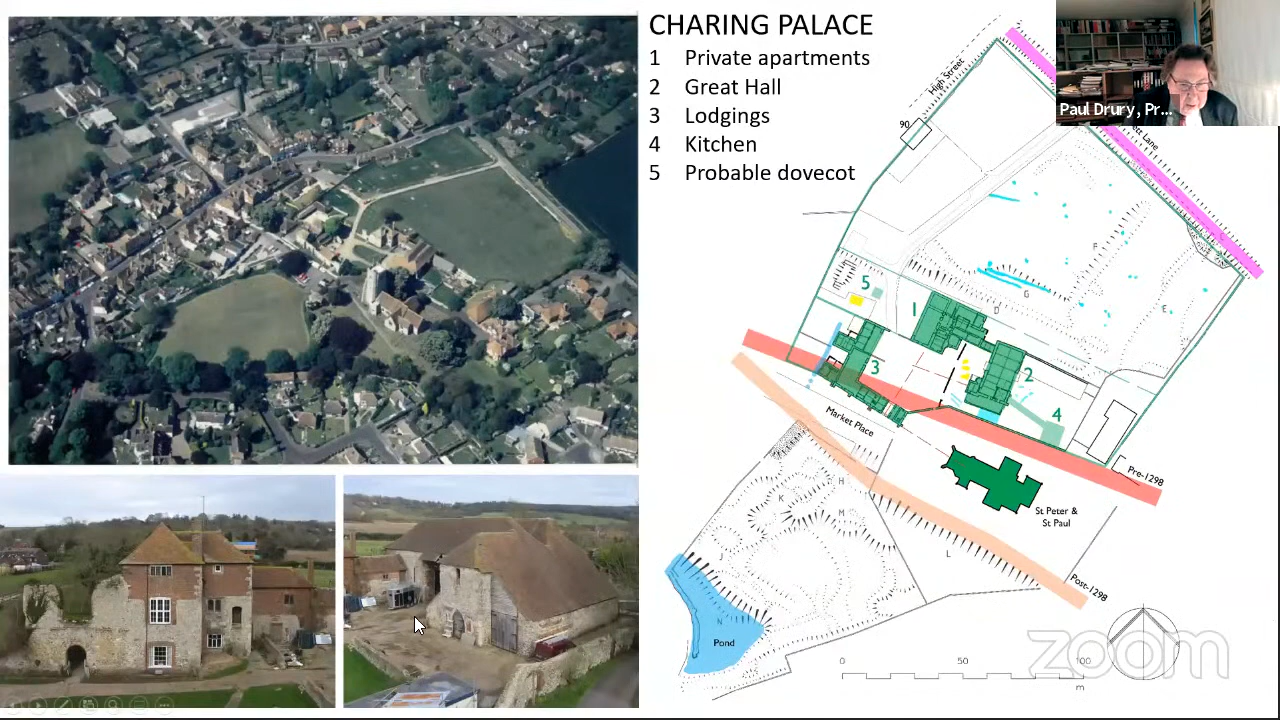 CHARING PALACE
1 Private apartments
2 Great Hall
3 Lodgings
4 Kitchen
5 Probable dovecot
Paul Drury, Pr...
High Street
90
ett Lane
F
G
E
D
5
1
3
2
4
Market Place
Pre-1298
St Peter &
St Paul
H
K
M
J
L
N
Pond
Post-1298
0 50 100
m
zoom